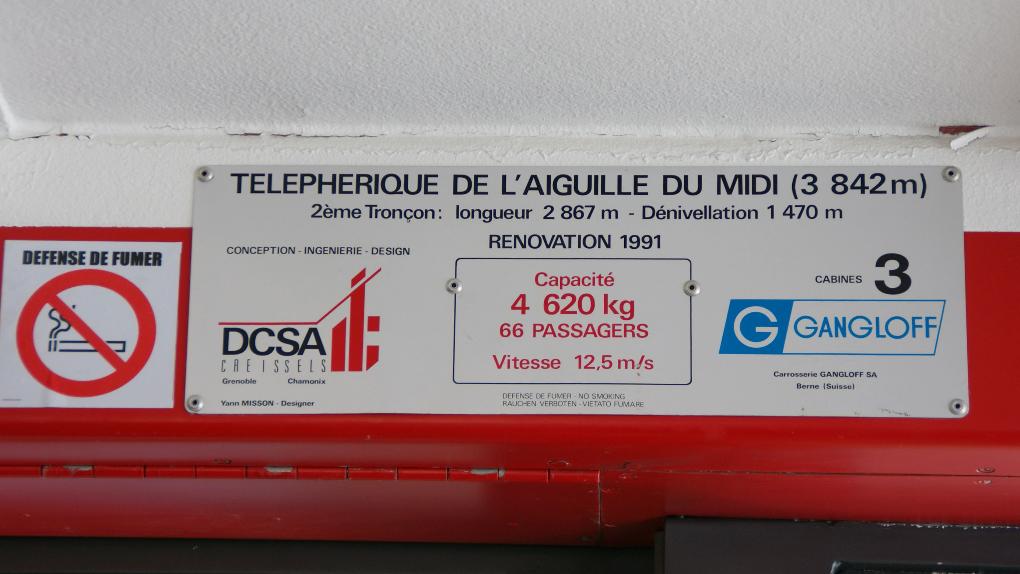 TELEPHERIQUE DE L'AIGUILLE DU MIDI (3 842m)
2ème Tronçon: longueur 2 867 m - Dénivellation 1 470 m
RENOVATION 1991
DEFENSE DE FUMER
CONCEPTION - INGENIERIE - DESIGN
DCSA
CREISSELS
Grenoble Chamonix
Yann MISSON - Designer
Capacité
4 620 kg
66 PASSAGERS
Vitesse 12,5 m/s
DEFENSE DE FUMER - NO SMOKING
RAUCHEN VERBOTEN - VIETATO FUMARE
CABINES 3
G GANGLOFF
Carrosserie GANGLOFF SA
Berne (Suisse)